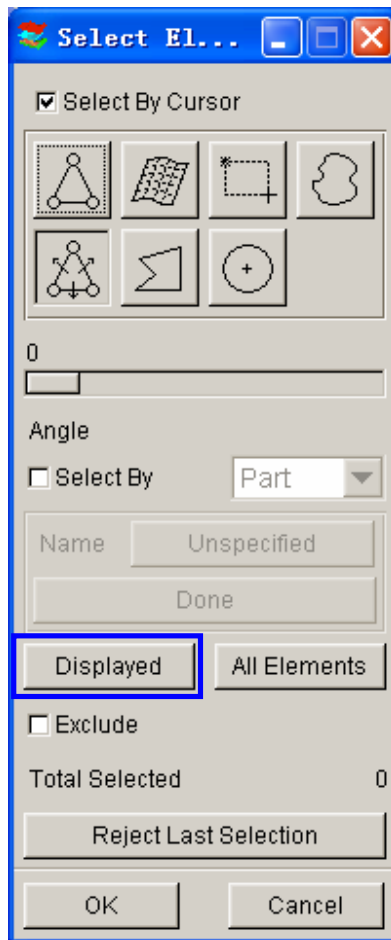 Select El...
Select By Cursor
0
Angle
Select By Part
Name Unspecified
Done
Displayed All Elements
Exclude
Total Selected 0
Reject Last Selection
OK Cancel